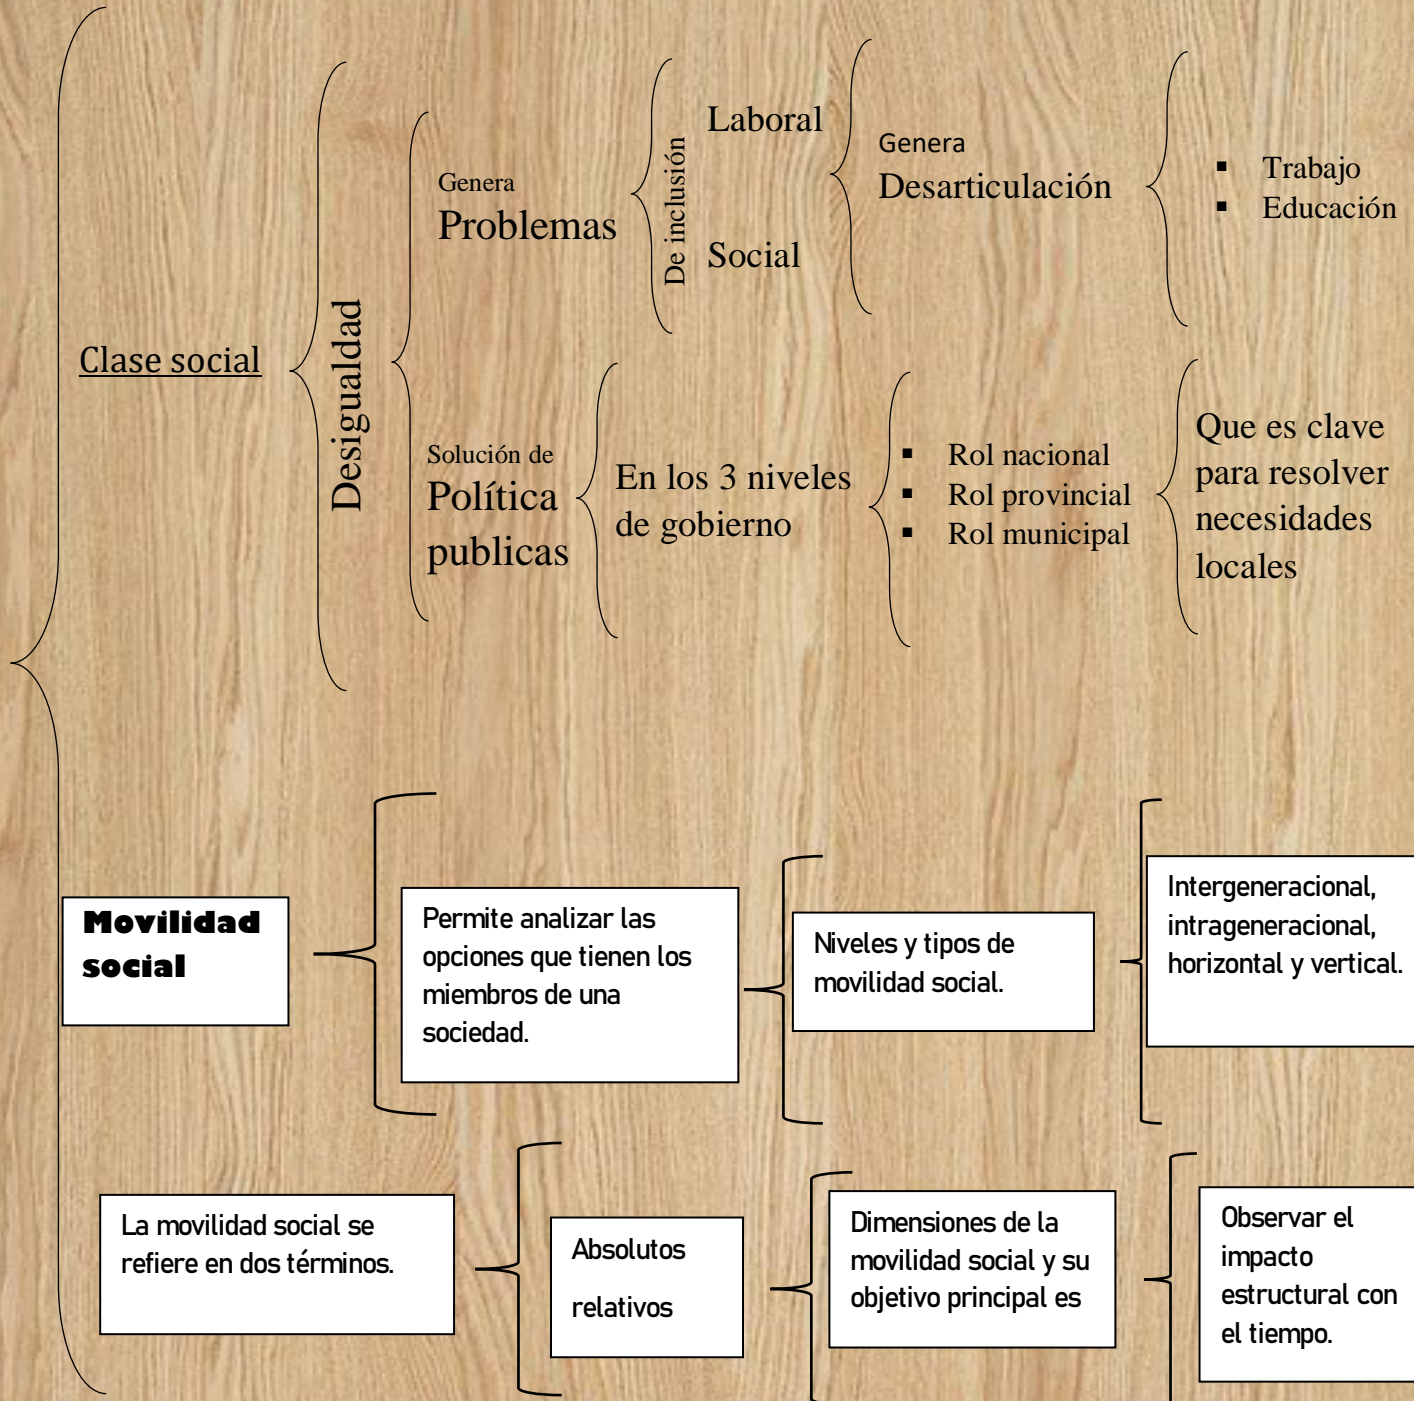 Clase social
Desigualdad
Genera
Problemas
De inclusión
Laboral
Social
Genera
Desarticulación
▪ Trabajo
▪ Educación
Solución de
Política
publicas
En los 3 niveles
de gobierno
▪ Rol nacional
▪ Rol provincial
▪ Rol municipal
Que es clave
para resolver
necesidades
locales
Movilidad
social
Permite analizar las
opciones que tienen los
miembros de una
sociedad.
Niveles y tipos de
movilidad social.
Intergeneracional,
intrageneracional,
horizontal y vertical.
La movilidad social se
refiere en dos términos.
Absolutos
relativos
Dimensiones de la
movilidad social y su
objetivo principal es
Observar el
impacto
estructural con
el tiempo.